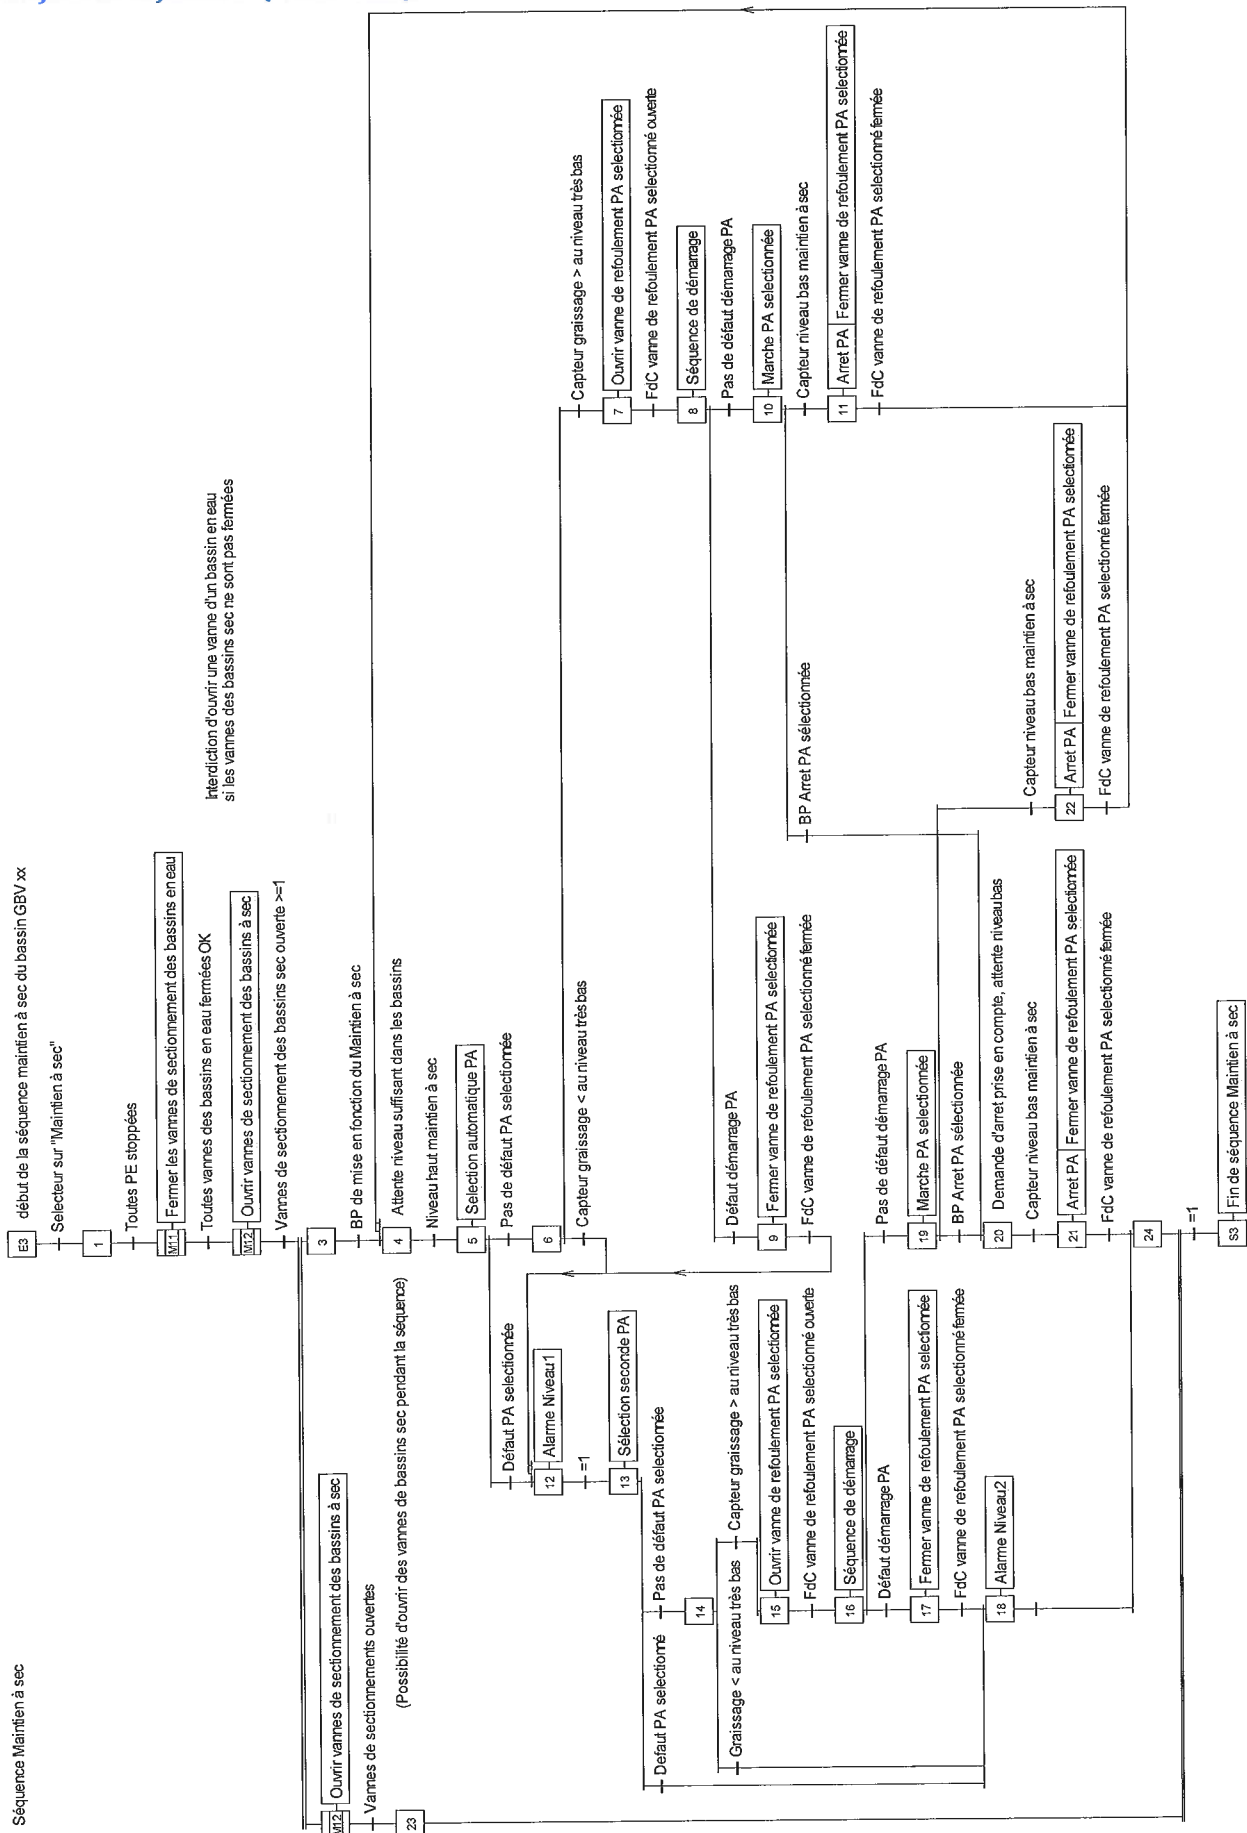 Séquence Maintien à sec
E3 début de la séquence maintien à sec du bassin GBV xx
Selecteur sur "Maintien à sec"
1
Toutes PE stoppées
M11 Fermer les vannes de sectionnement des bassins en eau
Toutes vannes des bassins en eau fermées OK
M12 Ouvrir vannes de sectionnement des bassins à sec
Interdiction d'ouvrir une vanne d'un bassin en eau
si les vannes des bassins sec ne sont pas fermées
Vannes de sectionnement des bassins sec ouverte >=1
M12 Ouvrir vannes de sectionnement des bassins à sec
Vannes de sectionnements ouvertes
23
(Possibilité d'ouvrir des vannes de bassins sec pendant la séquence)
3
BP de mise en fonction du Maintien à sec
4 Attente niveau suffisant dans les bassins
Niveau haut maintien à sec
5 Selection automatique PA
Défaut PA selectionnée
Pas de défaut PA selectionnée
6
Capteur graissage < au niveau très bas
Capteur graissage > au niveau très bas
7 Ouvrir vanne de refoulement PA selectionnée
FdC vanne de refoulement PA selectionné ouverte
8 Séquence de démarrage
Défaut démarrage PA
Pas de défaut démarrage PA
9 Fermer vanne de refoulement PA selectionnée
FdC vanne de refoulement PA selectionné fermée
10 Marche PA selectionnée
BP Arret PA sélectionnée
Capteur niveau bas maintien à sec
11 Arret PA Fermer vanne de refoulement PA selectionnée
FdC vanne de refoulement PA selectionné fermée
12 Alarme Niveau1
=1
13 Sélection seconde PA
Defaut PA selectionné
Pas de défaut PA selectionnée
14
Graissage < au niveau très bas
Capteur graissage > au niveau très bas
15 Ouvrir vanne de refoulement PA selectionnée
FdC vanne de refoulement PA selectionné ouverte
16 Séquence de démarrage
Défaut démarrage PA
Pas de défaut démarrage PA
17 Fermer vanne de refoulement PA selectionnée
FdC vanne de refoulement PA selectionné fermée
18 Alarme Niveau2
19 Marche PA selectionnée
BP Arret PA sélectionnée
Capteur niveau bas maintien à sec
20 Demande d'arret prise en compte, attente niveau bas
Capteur niveau bas maintien à sec
21 Arret PA Fermer vanne de refoulement PA selectionnée
FdC vanne de refoulement PA selectionné fermée
22 Arret PA Fermer vanne de refoulement PA selectionnée
FdC vanne de refoulement PA selectionné fermée
24
=1
S3 Fin de séquence Maintien à sec